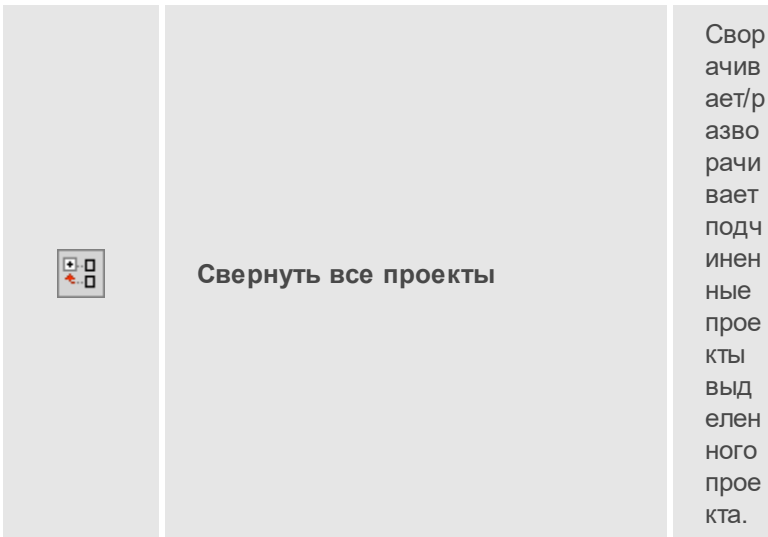 Свернуть все проекты
Свор
ачив
ает/р
азво
рачи
вает
подч
инен
ные
прое
кты
выд
елен
ного
прое
кта.